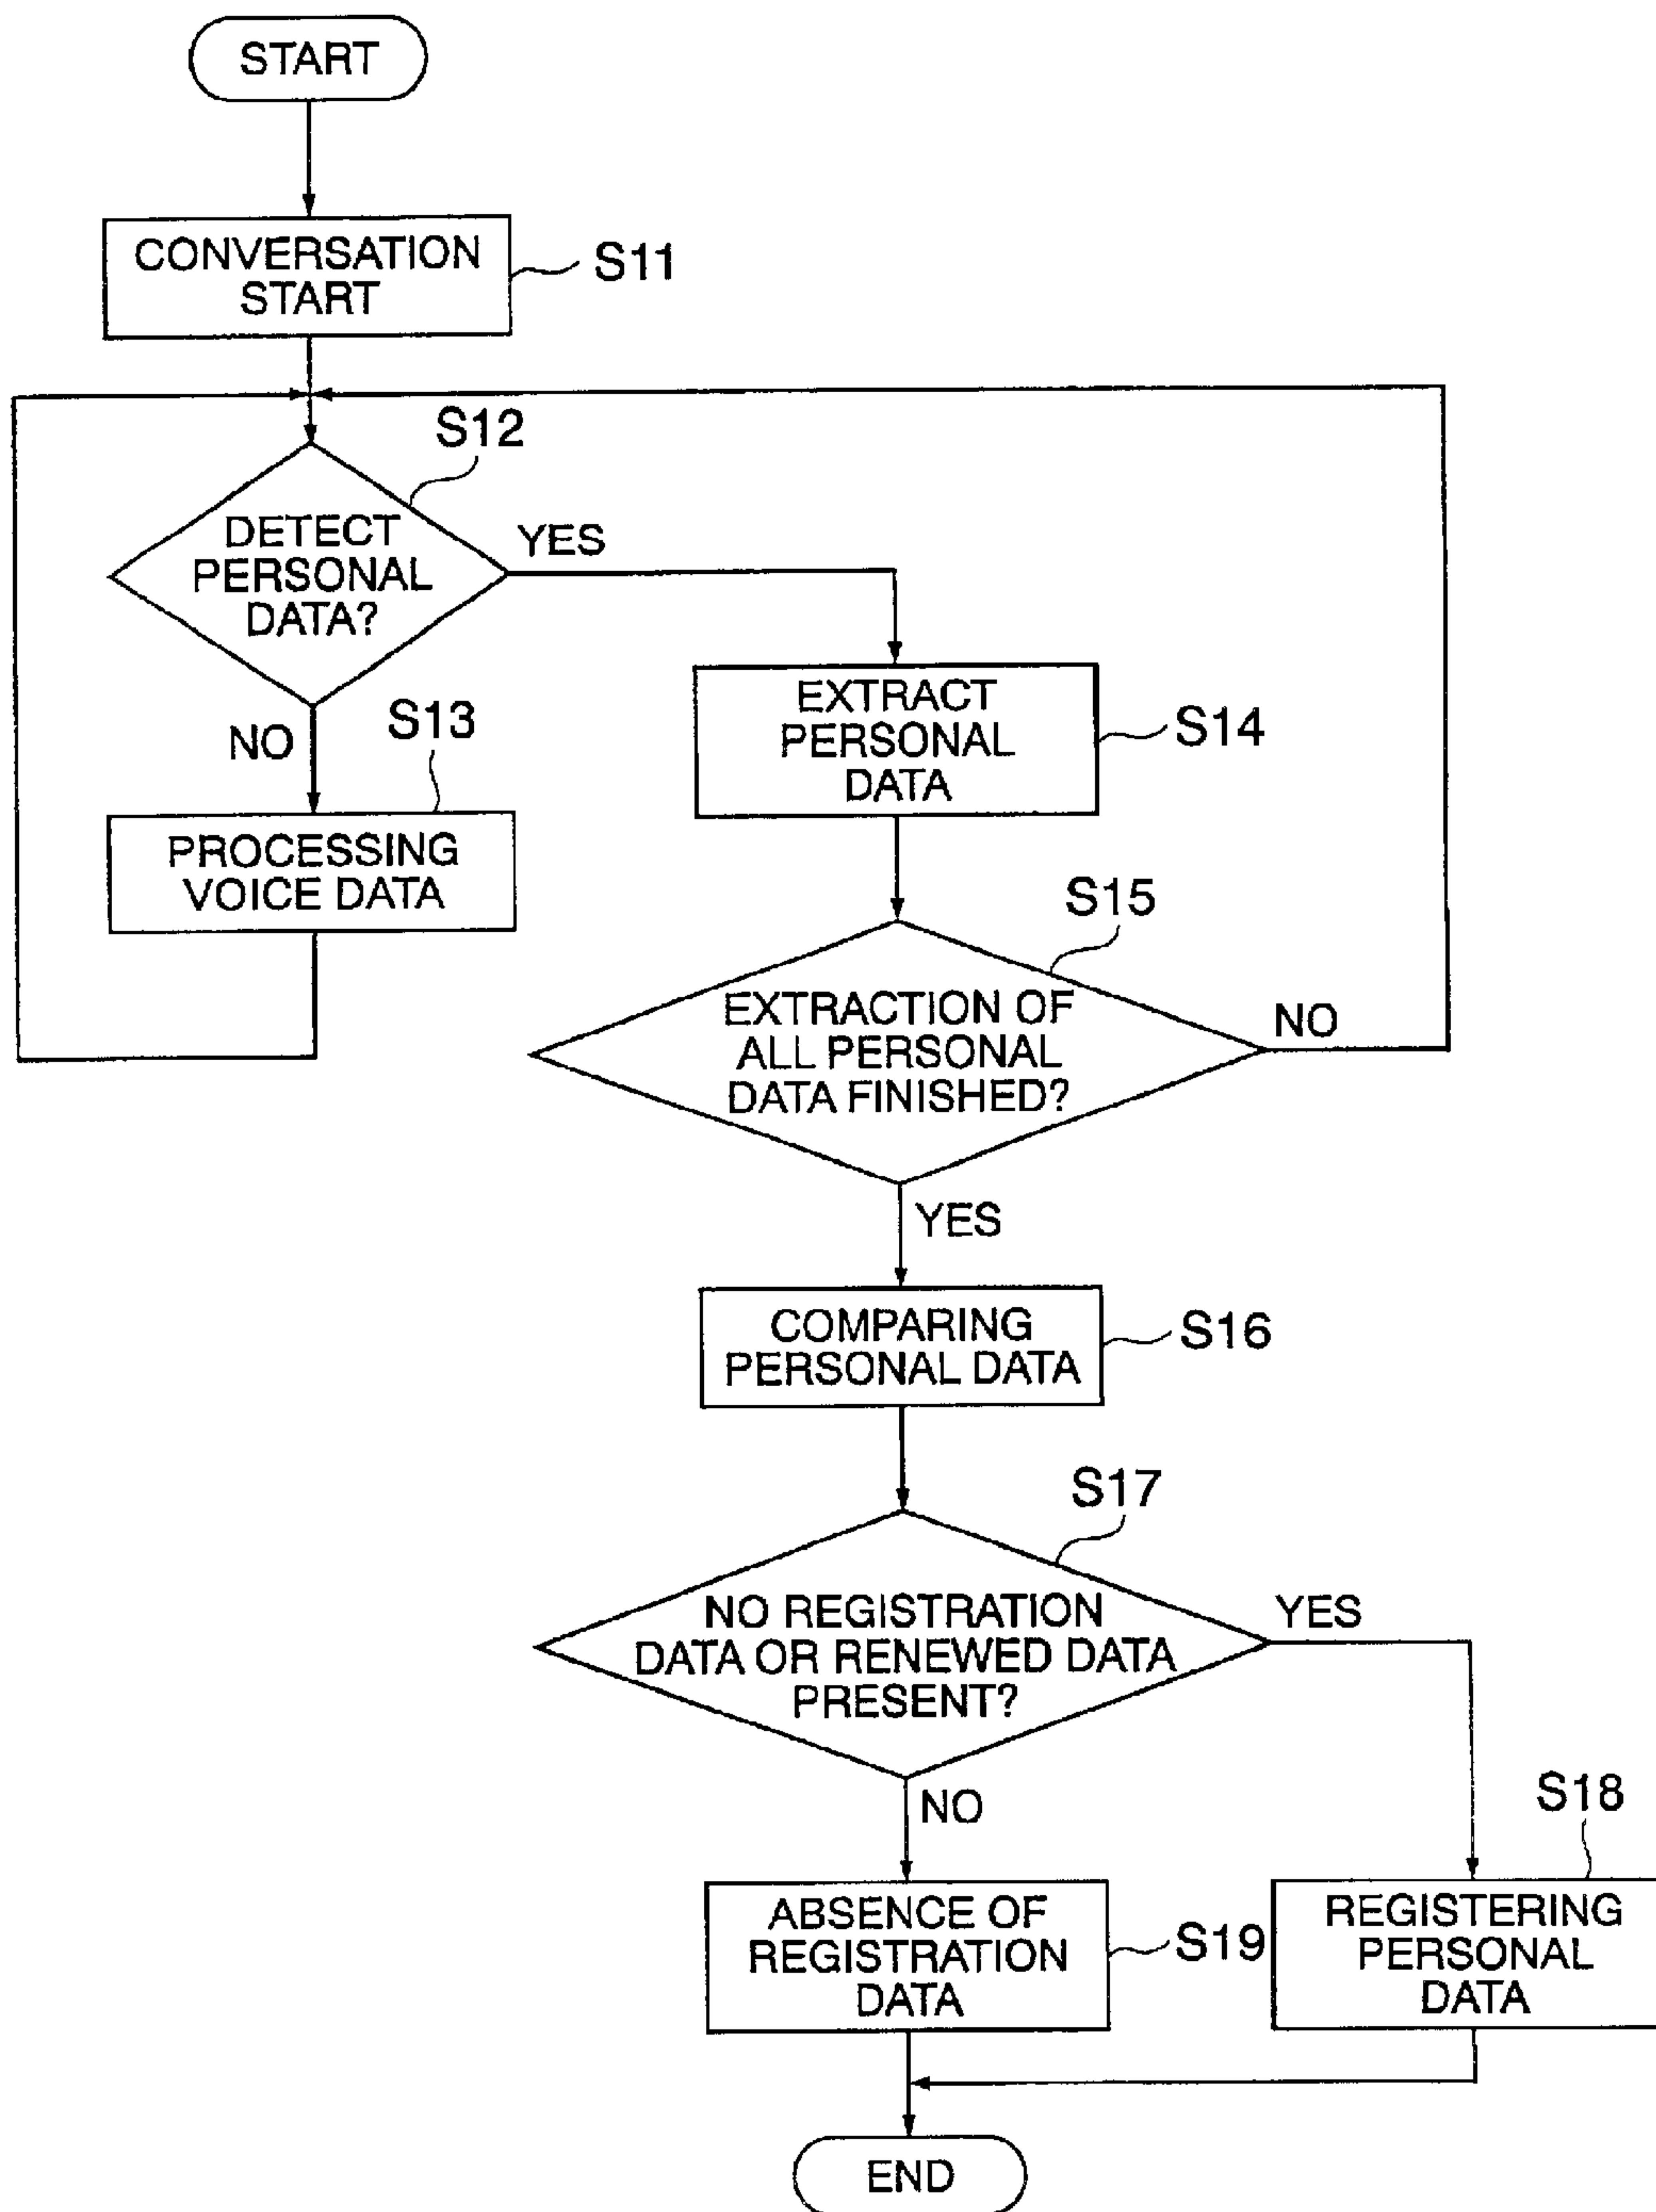 START
CONVERSATION
START
S11
S12
DETECT
PERSONAL
DATA?
YES
NO
S13
PROCESSING
VOICE DATA
EXTRACT
PERSONAL
DATA
S14
S15
EXTRACTION OF
ALL PERSONAL
DATA FINISHED?
NO
YES
COMPARING
PERSONAL DATA
S16
S17
NO REGISTRATION
DATA OR RENEWED DATA
PRESENT?
YES
NO
S18
ABSENCE OF
REGISTRATION
DATA
S19
REGISTERING
PERSONAL
DATA
END